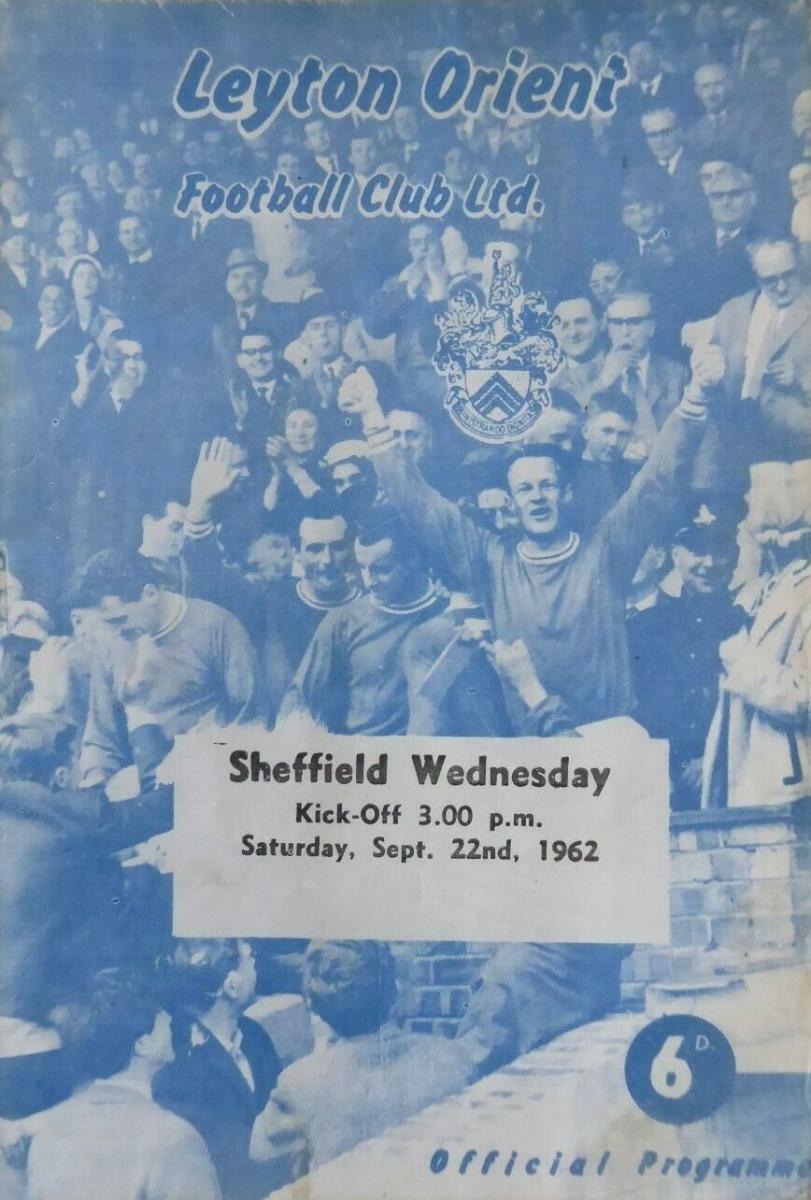 Leyton Orient
Football Club Ltd.
Sheffield Wednesday
Kick-Off 3.00 p.m.
Saturday, Sept. 22nd, 1962
6D.
Official Programme